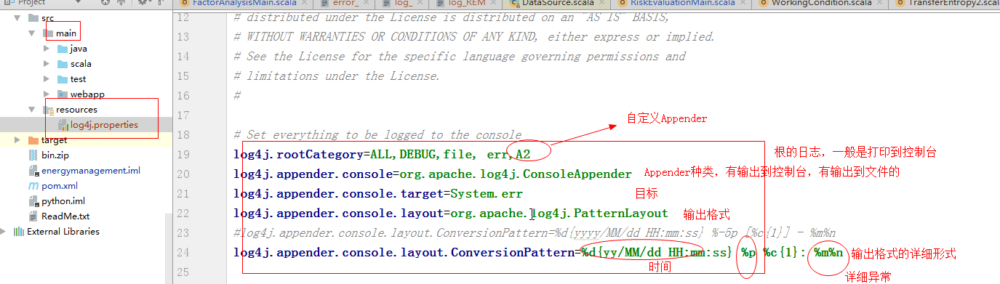 Project
FactorAnalysisMain.scala
error_
log_
log_REM
DataSource.scala
RiskEvaluationMain.scala
WorkingCondition.scala
TransferEntropy2.scala
src
main
java
scala
test
webapp
resources
log4j.properties
target
bin.zip
energymanagement.iml
pom.xml
python.iml
ReadMe.txt
External Libraries
12 # distributed under the License is distributed on an "AS IS" BASIS,
13 # WITHOUT WARRANTIES OR CONDITIONS OF ANY KIND, either express or implied.
14 # See the License for the specific language governing permissions and
15 # limitations under the License.
16 #
17
18 # Set everything to be logged to the console
19 log4j.rootCategory=ALL,DEBUG,file, err,A2
20 log4j.appender.console=org.apache.log4j.ConsoleAppender
21 log4j.appender.console.target=System.err
22 log4j.appender.console.layout=org.apache.log4j.PatternLayout
23 #log4j.appender.console.layout.ConversionPattern=%d{yyyy/MM/dd HH:mm:ss} %-5p [%c{1}] - %m%n
24 log4j.appender.console.layout.ConversionPattern=%d{yy/MM/dd HH:mm:ss} %p %c{1}: %m%n
25
自定义Appender
根的日志，一般是打印到控制台
Appender种类，有输出到控制台，有输出到文件的
目标
输出格式
输出格式的详细形式
时间
详细异常